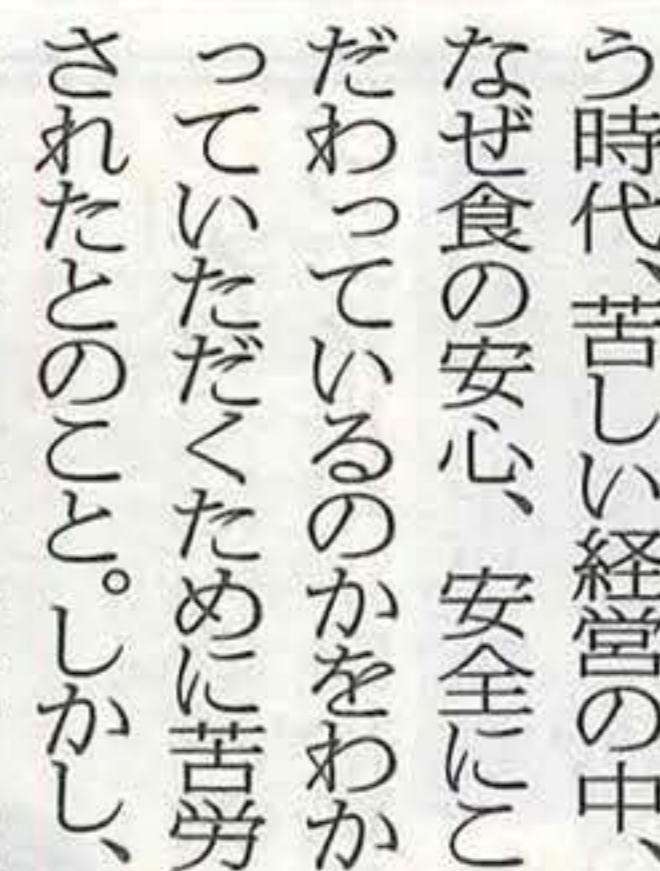 う時代、苦しい経営の中、
なぜ食の安心、安全にこ
だわっているのかをわか
っていただくために苦労
されたとのこと。しかし、